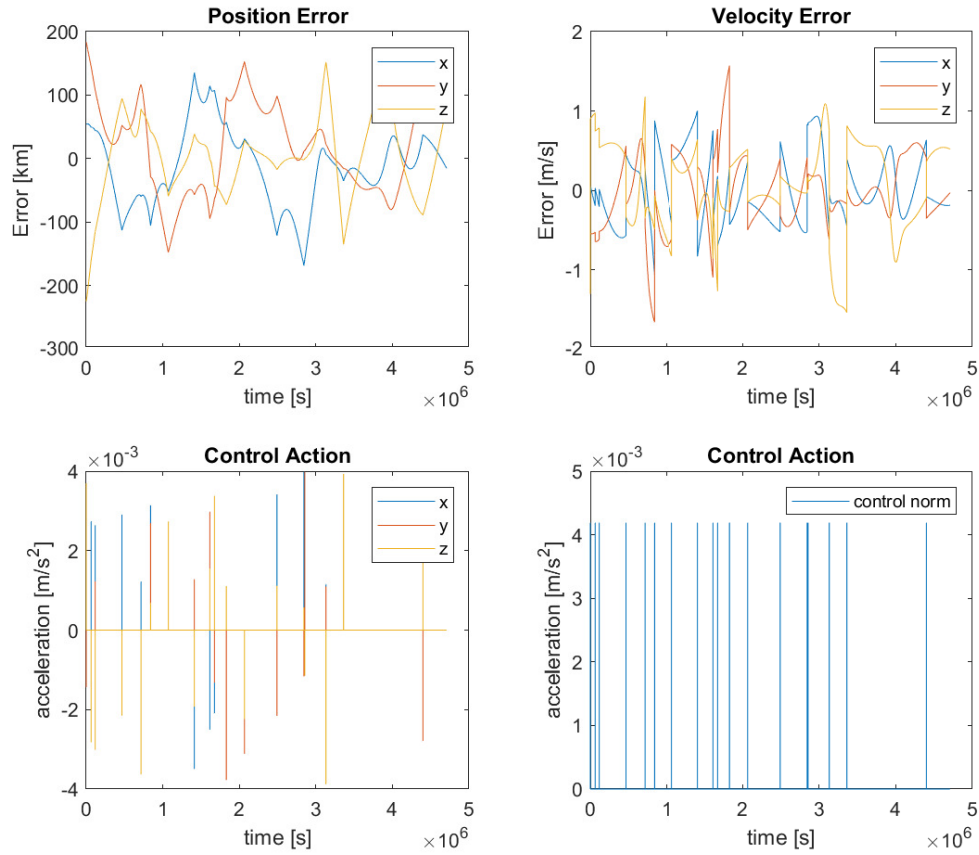 Position Error
200
100
0
-100
-200
-300
Error [km]
x
y
z
0 1 2 3 4 5
time [s]
×10^6
Velocity Error
2
1
0
-1
-2
Error [m/s]
x
y
z
0 1 2 3 4 5
time [s]
×10^6
×10^-3
Control Action
4
2
0
-2
-4
acceleration [m/s^2]
x
y
z
0 1 2 3 4 5
time [s]
×10^6
×10^-3
Control Action
5
4
3
2
1
0
acceleration [m/s^2]
control norm
0 1 2 3 4 5
time [s]
×10^6